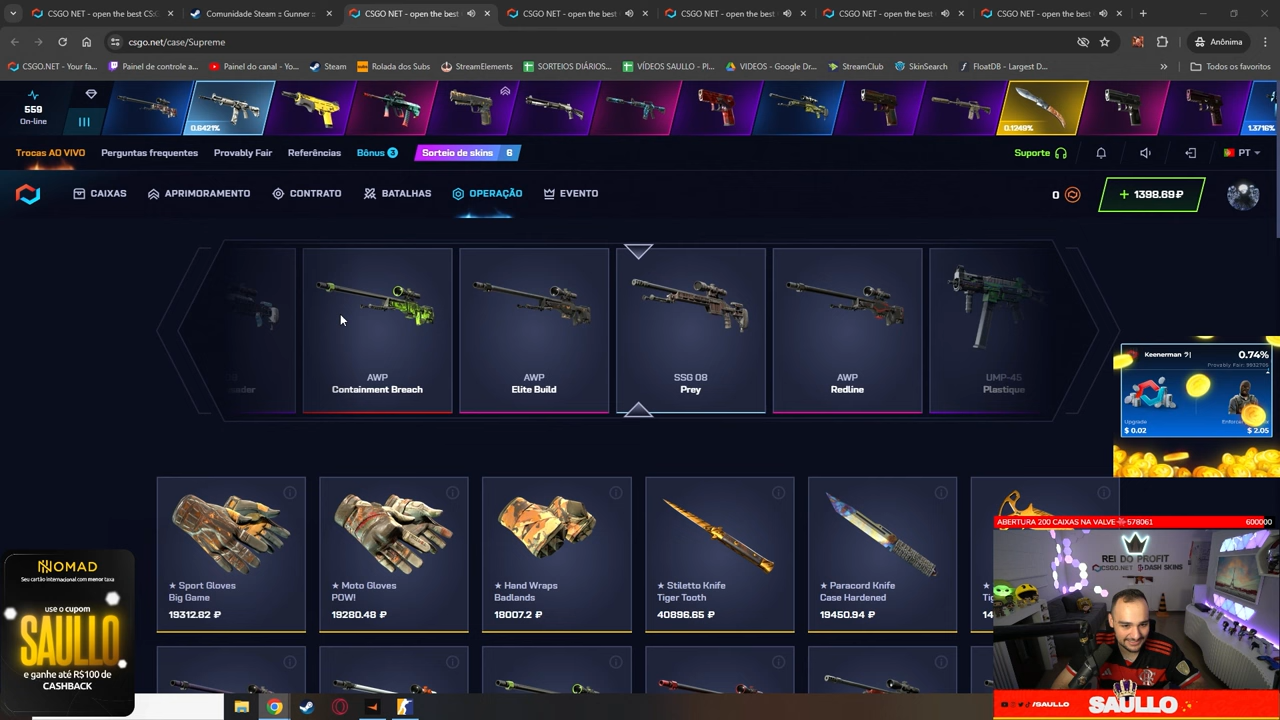 CSGO NET - open the best CS:
Comunidade Steam :: Gunner ::
CSGO NET - open the best
CSGO NET - open the best
CSGO NET - open the best
CSGO NET - open the best
CSGO NET - open the best
csgo.net/case/Supreme
Anônima
CSGO.NET - Your fa...
Painel de controle a...
Painel do canal - Yo...
Steam
Rolada dos Subs
StreamElements
SORTEIOS DIÁRIOS...
VÍDEOS SAULLO - Pl...
VIDEOS - Google Dr...
StreamClub
SkinSearch
FloatDB - Largest D...
Todos os favoritos
559
On-line
0.6421%
0.1249%
1.3716%
Trocas AO VIVO
Perguntas frequentes
Provably Fair
Referências
Bônus 3
Sorteio de skins 6
Suporte
PT
CAIXAS
APRIMORAMENTO
CONTRATO
BATALHAS
OPERAÇÃO
EVENTO
0
+ 1398.69 ₽
AWP
Containment Breach
AWP
Elite Build
SSG 08
Prey
AWP
Redline
UMP-45
Plastique
Keenerman
0.74%
Upgrade
$ 0.02
$ 2.05
★ Sport Gloves
Big Game
19312.82 ₽
★ Moto Gloves
POW!
19280.48 ₽
★ Hand Wraps
Badlands
18007.2 ₽
★ Stiletto Knife
Tiger Tooth
40896.65 ₽
★ Paracord Knife
Case Hardened
19450.94 ₽
ABERTURA 200 CAIXAS NA VALVE
578061
600000
REI DO PROFIT
CSGO.NET
DASH SKINS
NOMAD
Seu cartão internacional com menor taxa
use o cupom
SAULLO
e ganhe até R$100 de
CASHBACK
/SAULLO
SAULLO